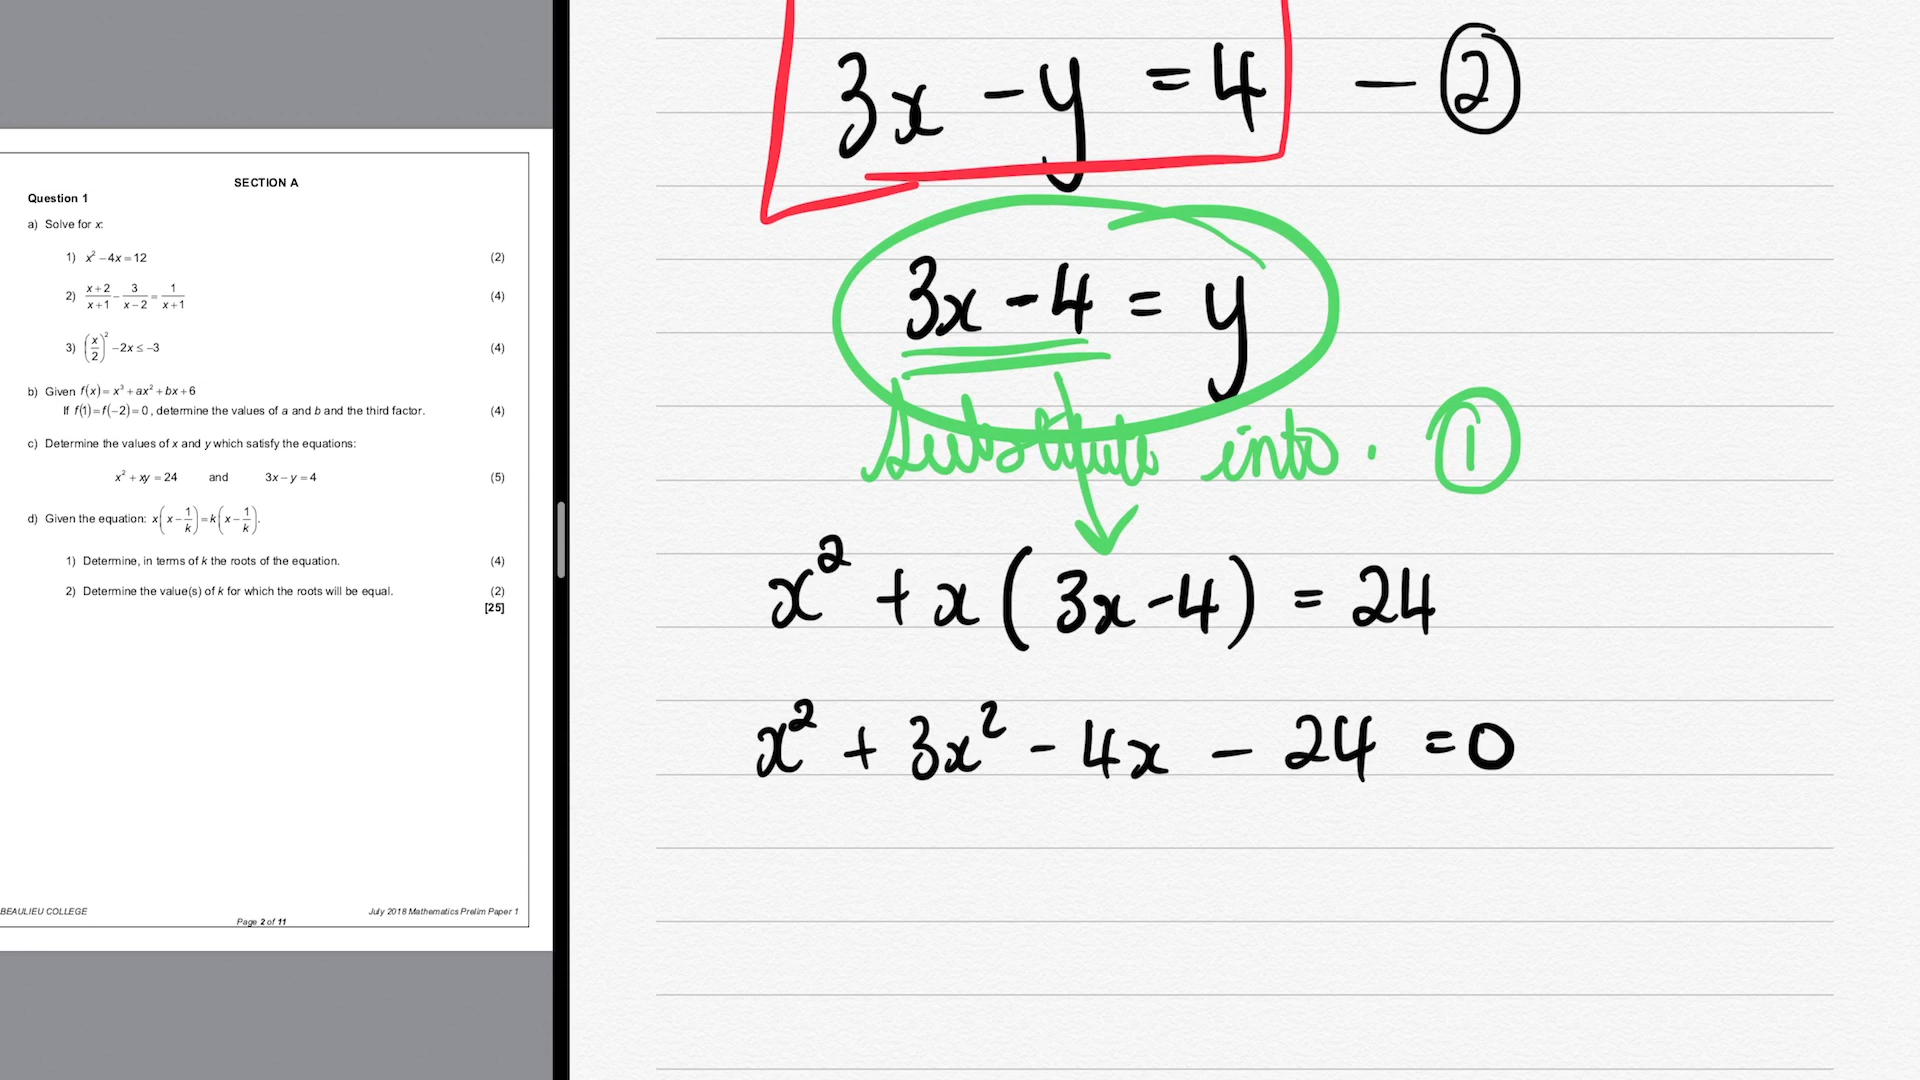 SECTION A
Question 1
a) Solve for x:
1) x² – 4x = 12 (2)
2) (x+2)/(x+1) – 3/(x–2) = 1/(x+1) (4)
3) (x/2)² – 2x ≤ –3 (4)
b) Given f(x) = x³ + ax² + bx + 6
If f(1) = f(–2) = 0, determine the values of a and b and the third factor. (4)
c) Determine the values of x and y which satisfy the equations:
x² + xy = 24 and 3x – y = 4 (5)
d) Given the equation: x(x – 1/k) = k(x – 1/k).
1) Determine, in terms of k the roots of the equation. (4)
2) Determine the value(s) of k for which the roots will be equal. (2)
[25]
BEAULIEU COLLEGE July 2018 Mathematics Prelim Paper 1
Page 2 of 11
3x – y = 4 – ②
3x – 4 = y
Substitute into. ①
x² + x(3x – 4) = 24
x² + 3x² – 4x – 24 = 0